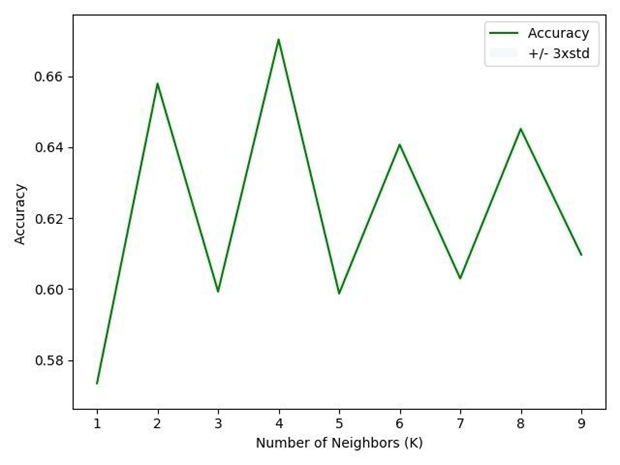 Accuracy
+/- 3xstd
0.66
0.64
0.62
0.60
0.58
Accuracy
1 2 3 4 5 6 7 8 9
Number of Neighbors (K)